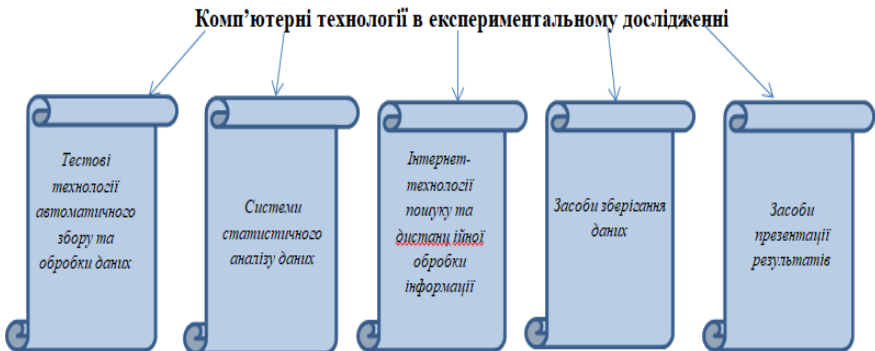 Комп’ютерні технології в експериментальному дослідженні
Тестові
технології
автоматичного
збору та
обробки даних
Системи
статистичного
аналізу даних
Інтернет-
технології
пошуку та
дистанц ійної
обробки
інформації
Засоби зберігання
даних
Засоби
презентації
результатів